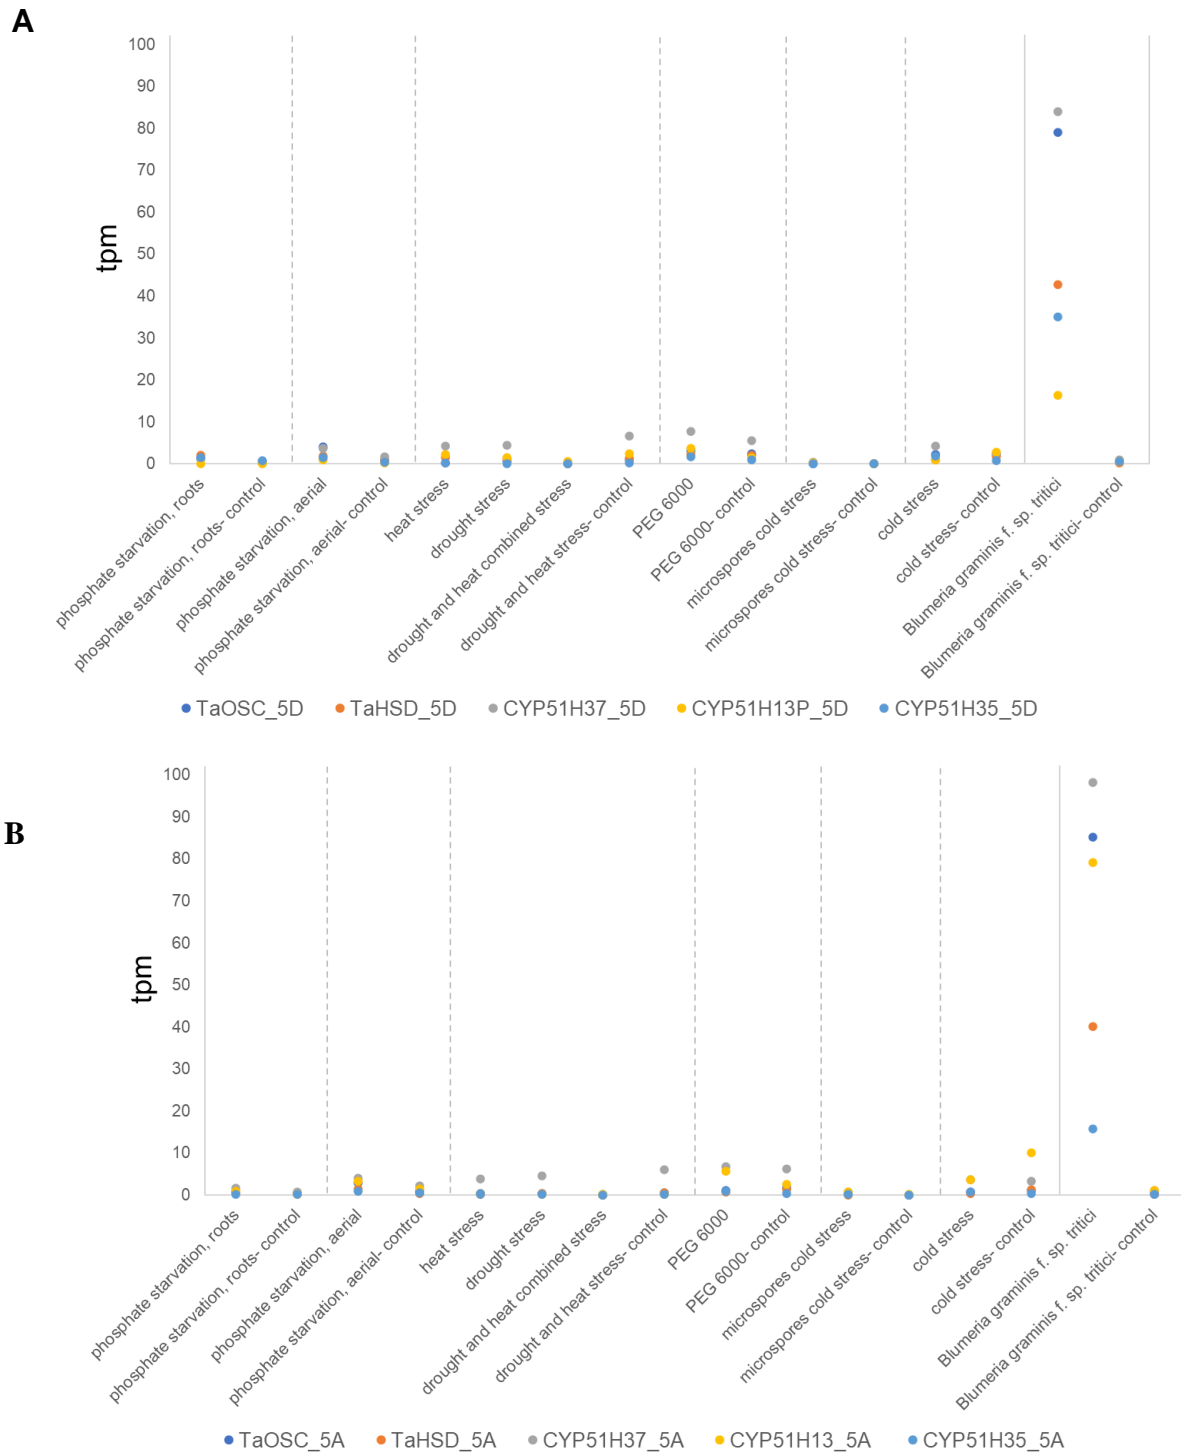 A
100
90
80
70
60
50
40
30
20
10
0
tpm
phosphate starvation, roots
phosphate starvation, roots- control
phosphate starvation, aerial
phosphate starvation, aerial- control
heat stress
drought stress
drought and heat combined stress
drought and heat stress- control
PEG 6000
PEG 6000- control
microspores cold stress
microspores cold stress- control
cold stress
cold stress- control
Blumeria graminis f. sp. tritici
Blumeria graminis f. sp. tritici- control
TaOSC_5D TaHSD_5D CYP51H37_5D CYP51H13P_5D CYP51H35_5D
B
100
90
80
70
60
50
40
30
20
10
0
tpm
phosphate starvation, roots
phosphate starvation, roots- control
phosphate starvation, aerial
phosphate starvation, aerial- control
heat stress
drought stress
drought and heat combined stress
drought and heat stress- control
PEG 6000
PEG 6000- control
microspores cold stress
microspores cold stress- control
cold stress
cold stress- control
Blumeria graminis f. sp. tritici
Blumeria graminis f. sp. tritici- control
TaOSC_5A TaHSD_5A CYP51H37_5A CYP51H13_5A CYP51H35_5A